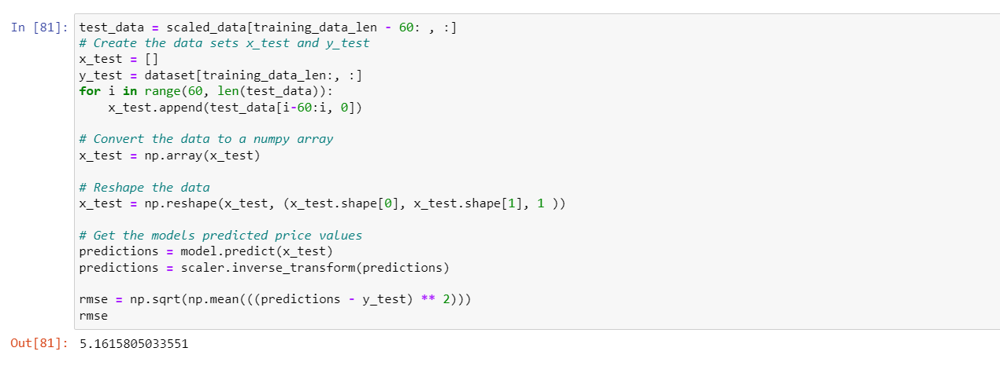 In [81]: test_data = scaled_data[training_data_len - 60: , :]
# Create the data sets x_test and y_test
x_test = []
y_test = dataset[training_data_len:, :]
for i in range(60, len(test_data)):
    x_test.append(test_data[i-60:i, 0])

# Convert the data to a numpy array
x_test = np.array(x_test)

# Reshape the data
x_test = np.reshape(x_test, (x_test.shape[0], x_test.shape[1], 1 ))

# Get the models predicted price values
predictions = model.predict(x_test)
predictions = scaler.inverse_transform(predictions)

rmse = np.sqrt(np.mean(((predictions - y_test) ** 2)))
rmse
Out[81]: 5.1615805033551